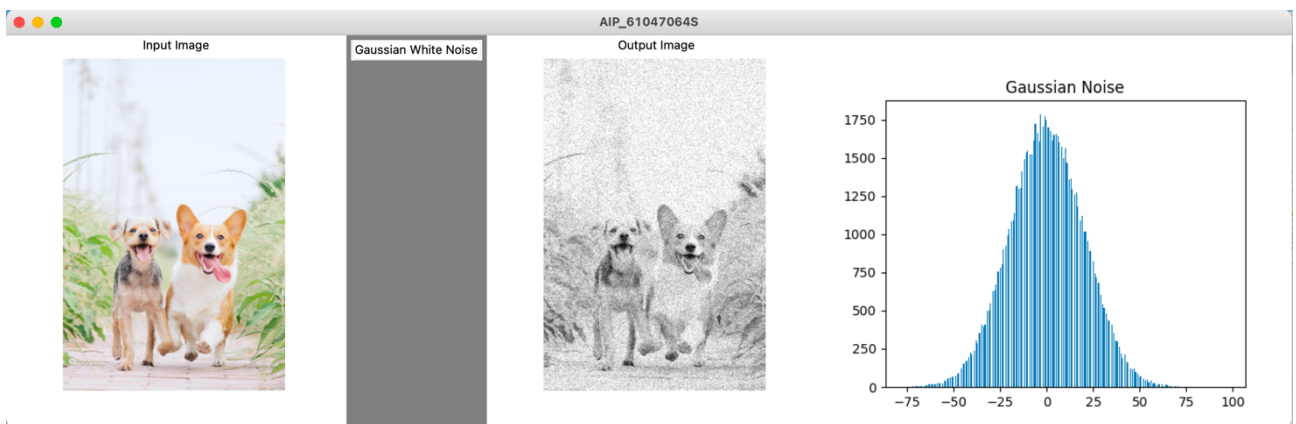 AIP_61047064S
Input Image
Gaussian White Noise
Output Image
Gaussian Noise
1750
1500
1250
1000
750
500
250
0
−75 −50 −25 0 25 50 75 100